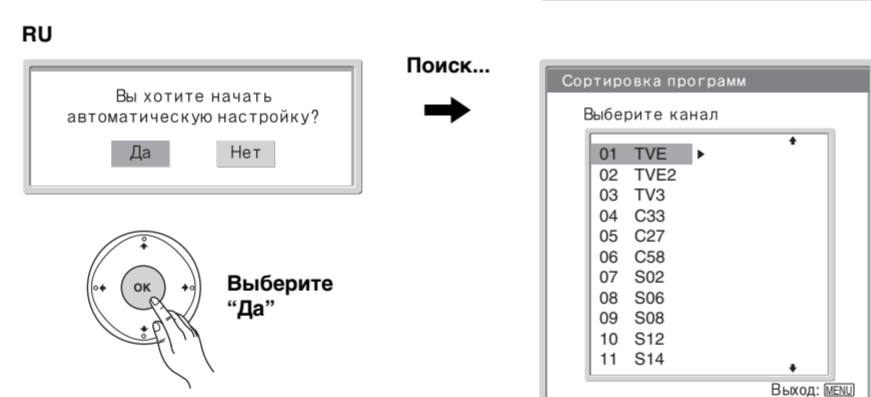 RU
Вы хотите начать
автоматическую настройку?
Да Нет
OK
Выберите
“Да”
Поиск...
Сортировка программ
Выберите канал
01 TVE
02 TVE2
03 TV3
04 C33
05 C27
06 C58
07 S02
08 S06
09 S08
10 S12
11 S14
Выход: MENU